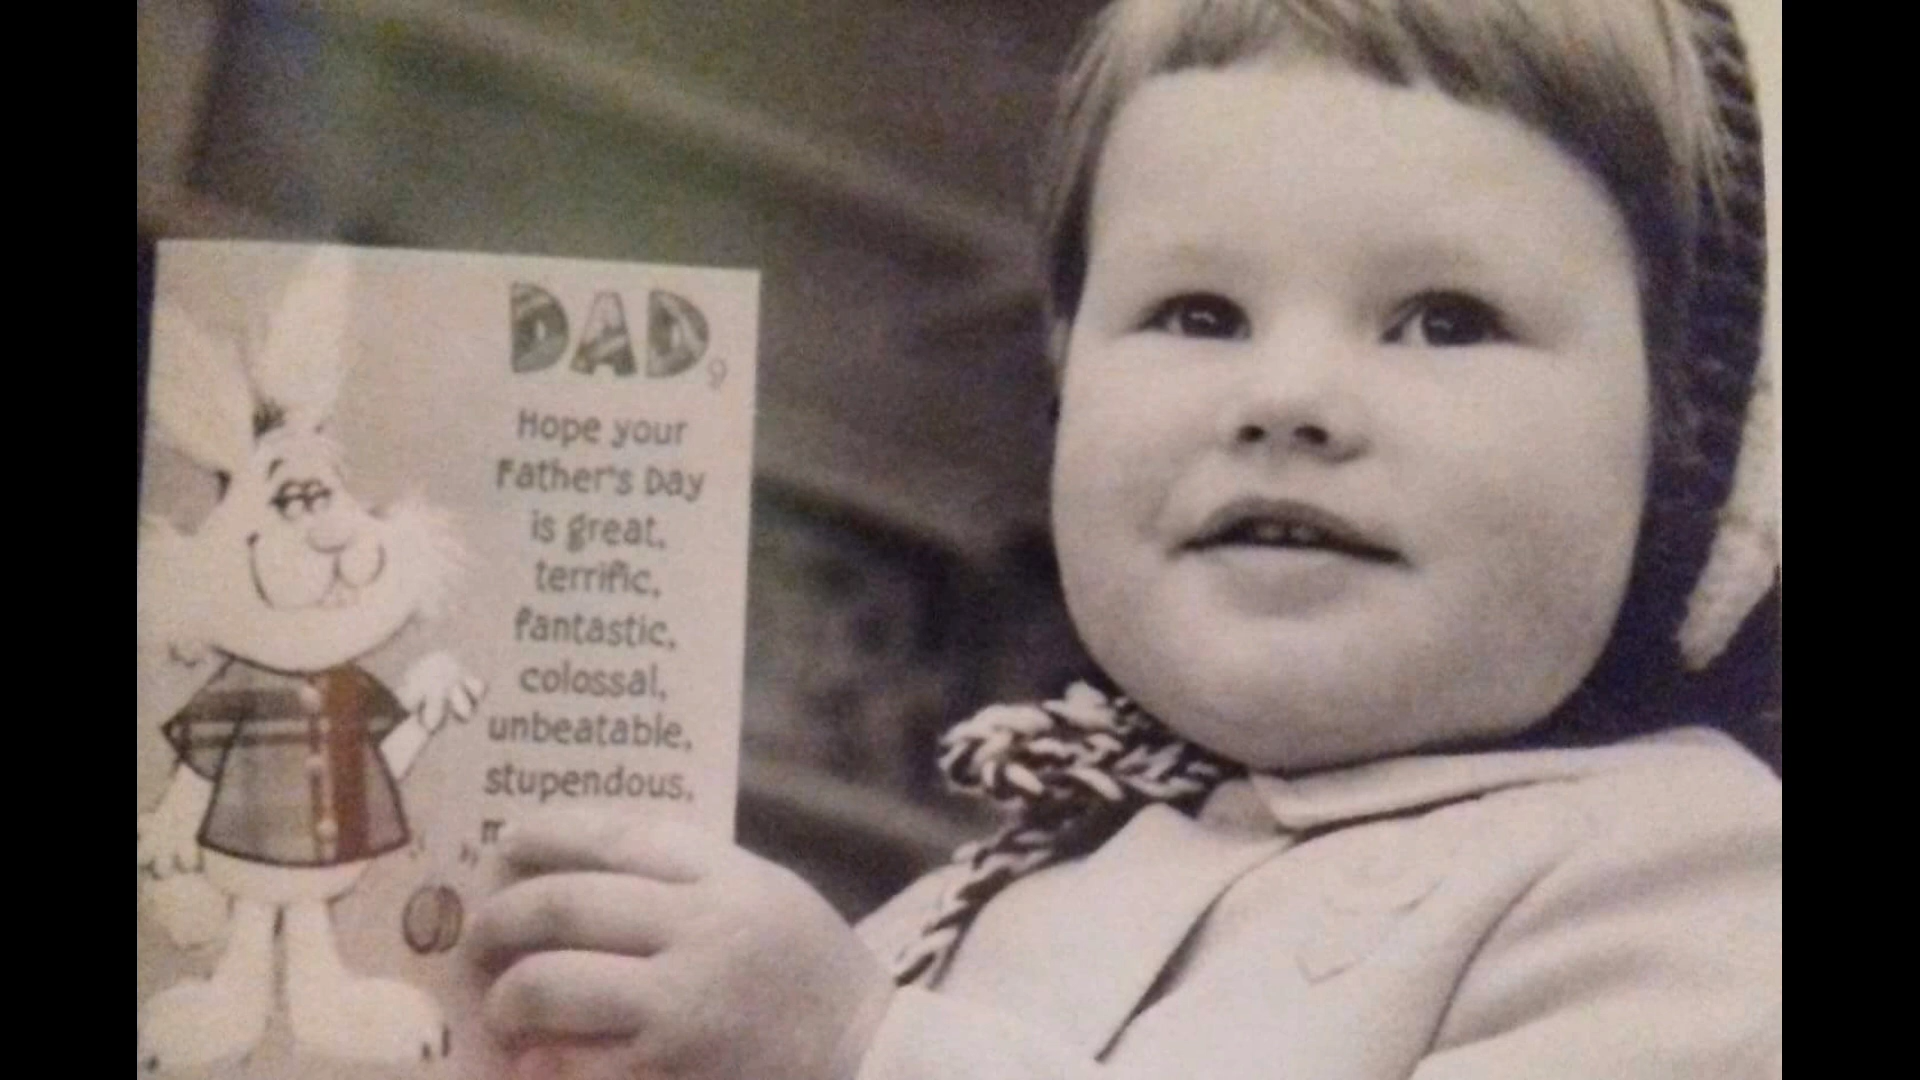 DAD,
Hope your
Father's Day
is great,
terrific,
fantastic,
colossal,
unbeatable,
stupendous,